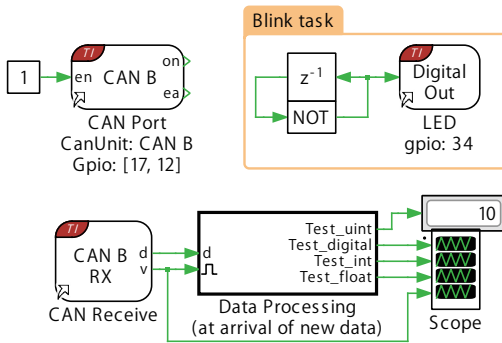 Blink task
TI
1
en
CAN B
on
ea
CAN Port
CanUnit: CAN B
Gpio: [17, 12]
z-1
NOT
TI
Digital
Out
LED
gpio: 34
TI
CAN B
RX
d
v
CAN Receive
d
Test_uint
Test_digital
Test_int
Test_float
Data Processing
(at arrival of new data)
10
Scope